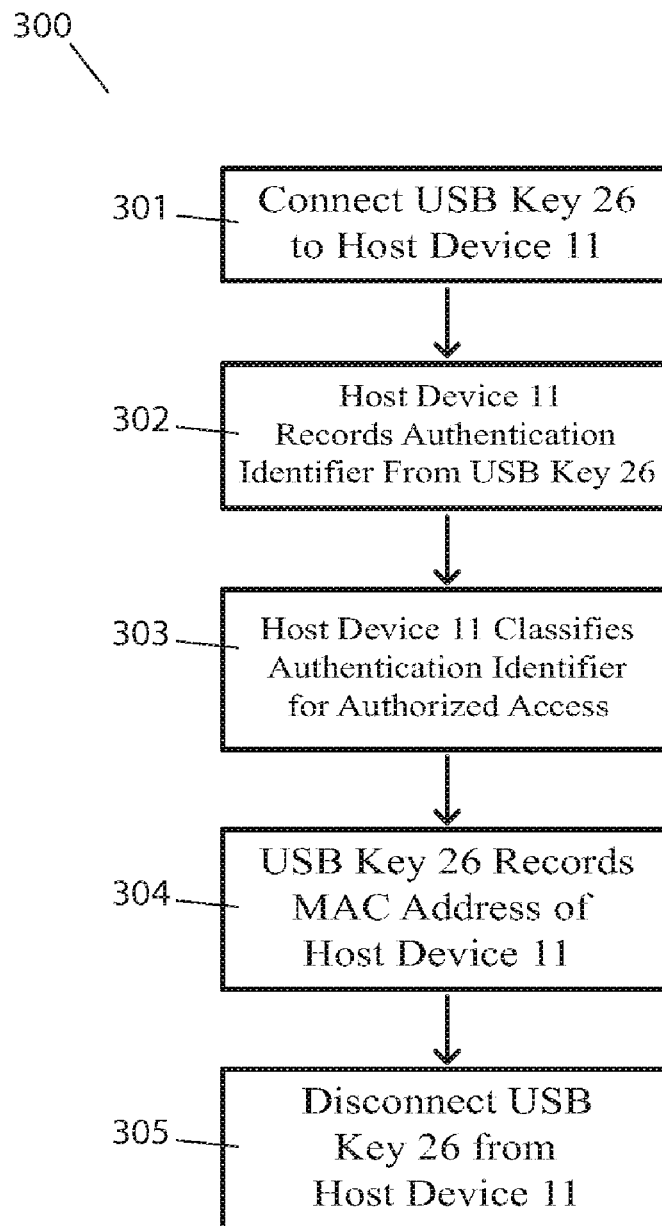 300
301
Connect USB Key 26
to Host Device 11
302
Host Device 11
Records Authentication
Identifier From USB Key 26
303
Host Device 11 Classifies
Authentication Identifier
for Authorized Access
304
USB Key 26 Records
MAC Address of
Host Device 11
305
Disconnect USB
Key 26 from
Host Device 11